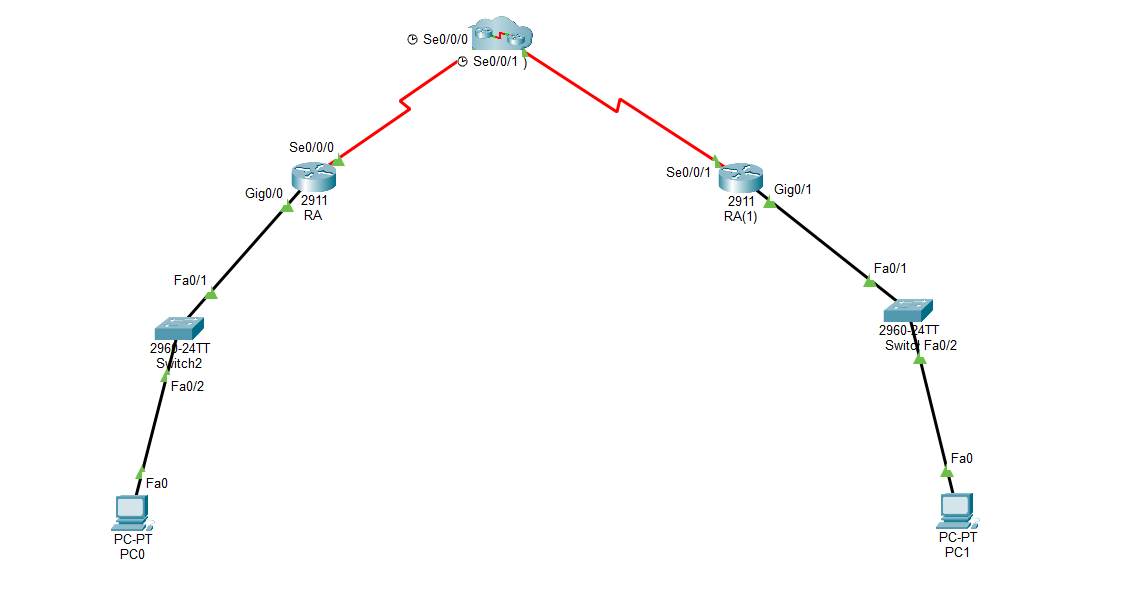 Se0/0/0
Se0/0/1 )
Se0/0/0
2911
RA
Gig0/0
Se0/0/1
2911
RA(1)
Gig0/1
Fa0/1
2960-24TT
Switch2
Fa0/2
Fa0/1
2960-24TT
Fa0/2
Fa0
PC-PT
PC0
Fa0
PC-PT
PC1